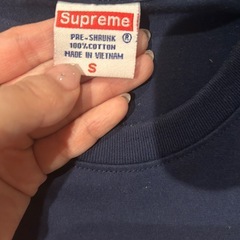 Supreme
PRE-SHRUNK ®
100% COTTON
MADE IN VIETNAM
S